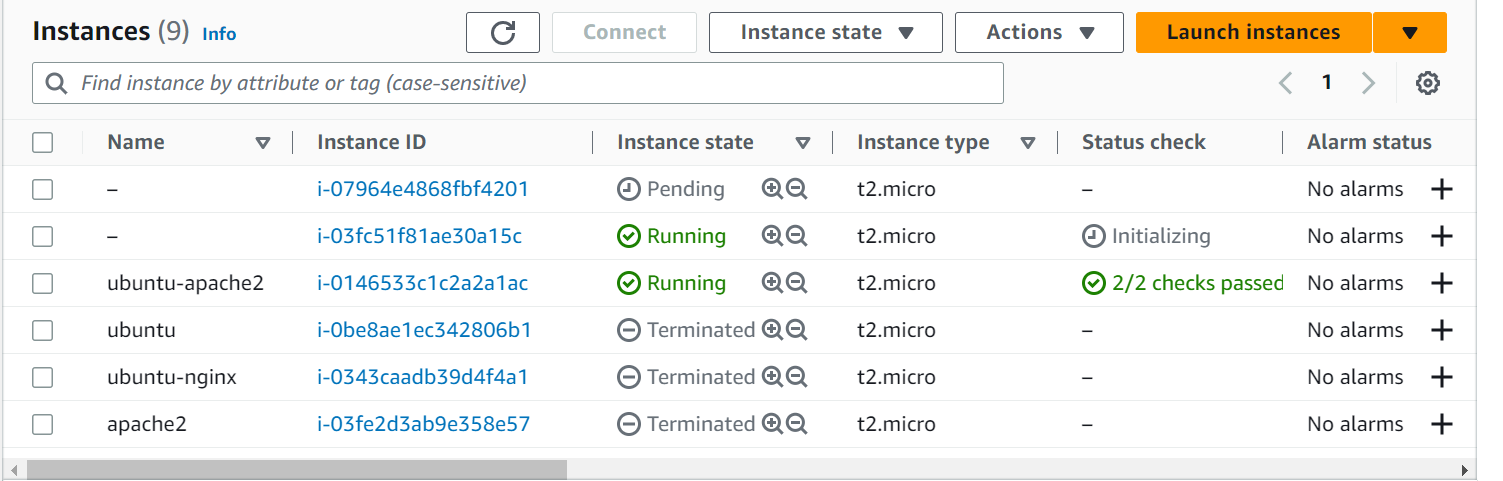 Instances (9) Info Connect Instance state Actions Launch instances
Find instance by attribute or tag (case-sensitive) 1
Name Instance ID Instance state Instance type Status check Alarm status
– i-07964e4868fbf4201 Pending t2.micro – No alarms +
– i-03fc51f81ae30a15c Running t2.micro Initializing No alarms +
ubuntu-apache2 i-0146533c1c2a2a1ac Running t2.micro 2/2 checks passed No alarms +
ubuntu i-0be8ae1ec342806b1 Terminated t2.micro – No alarms +
ubuntu-nginx i-0343caadb39d4f4a1 Terminated t2.micro – No alarms +
apache2 i-03fe2d3ab9e358e57 Terminated t2.micro – No alarms +